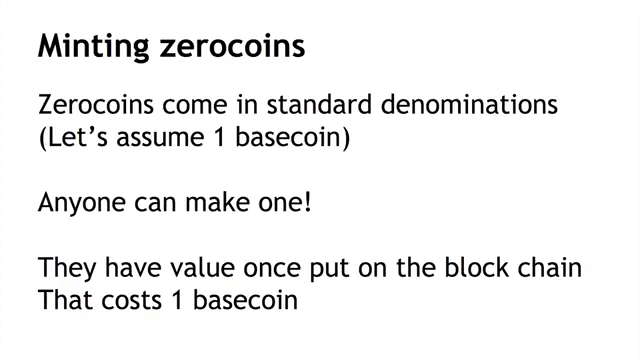 Minting zerocoins
Zerocoins come in standard denominations
(Let's assume 1 basecoin)
Anyone can make one!
They have value once put on the block chain
That costs 1 basecoin